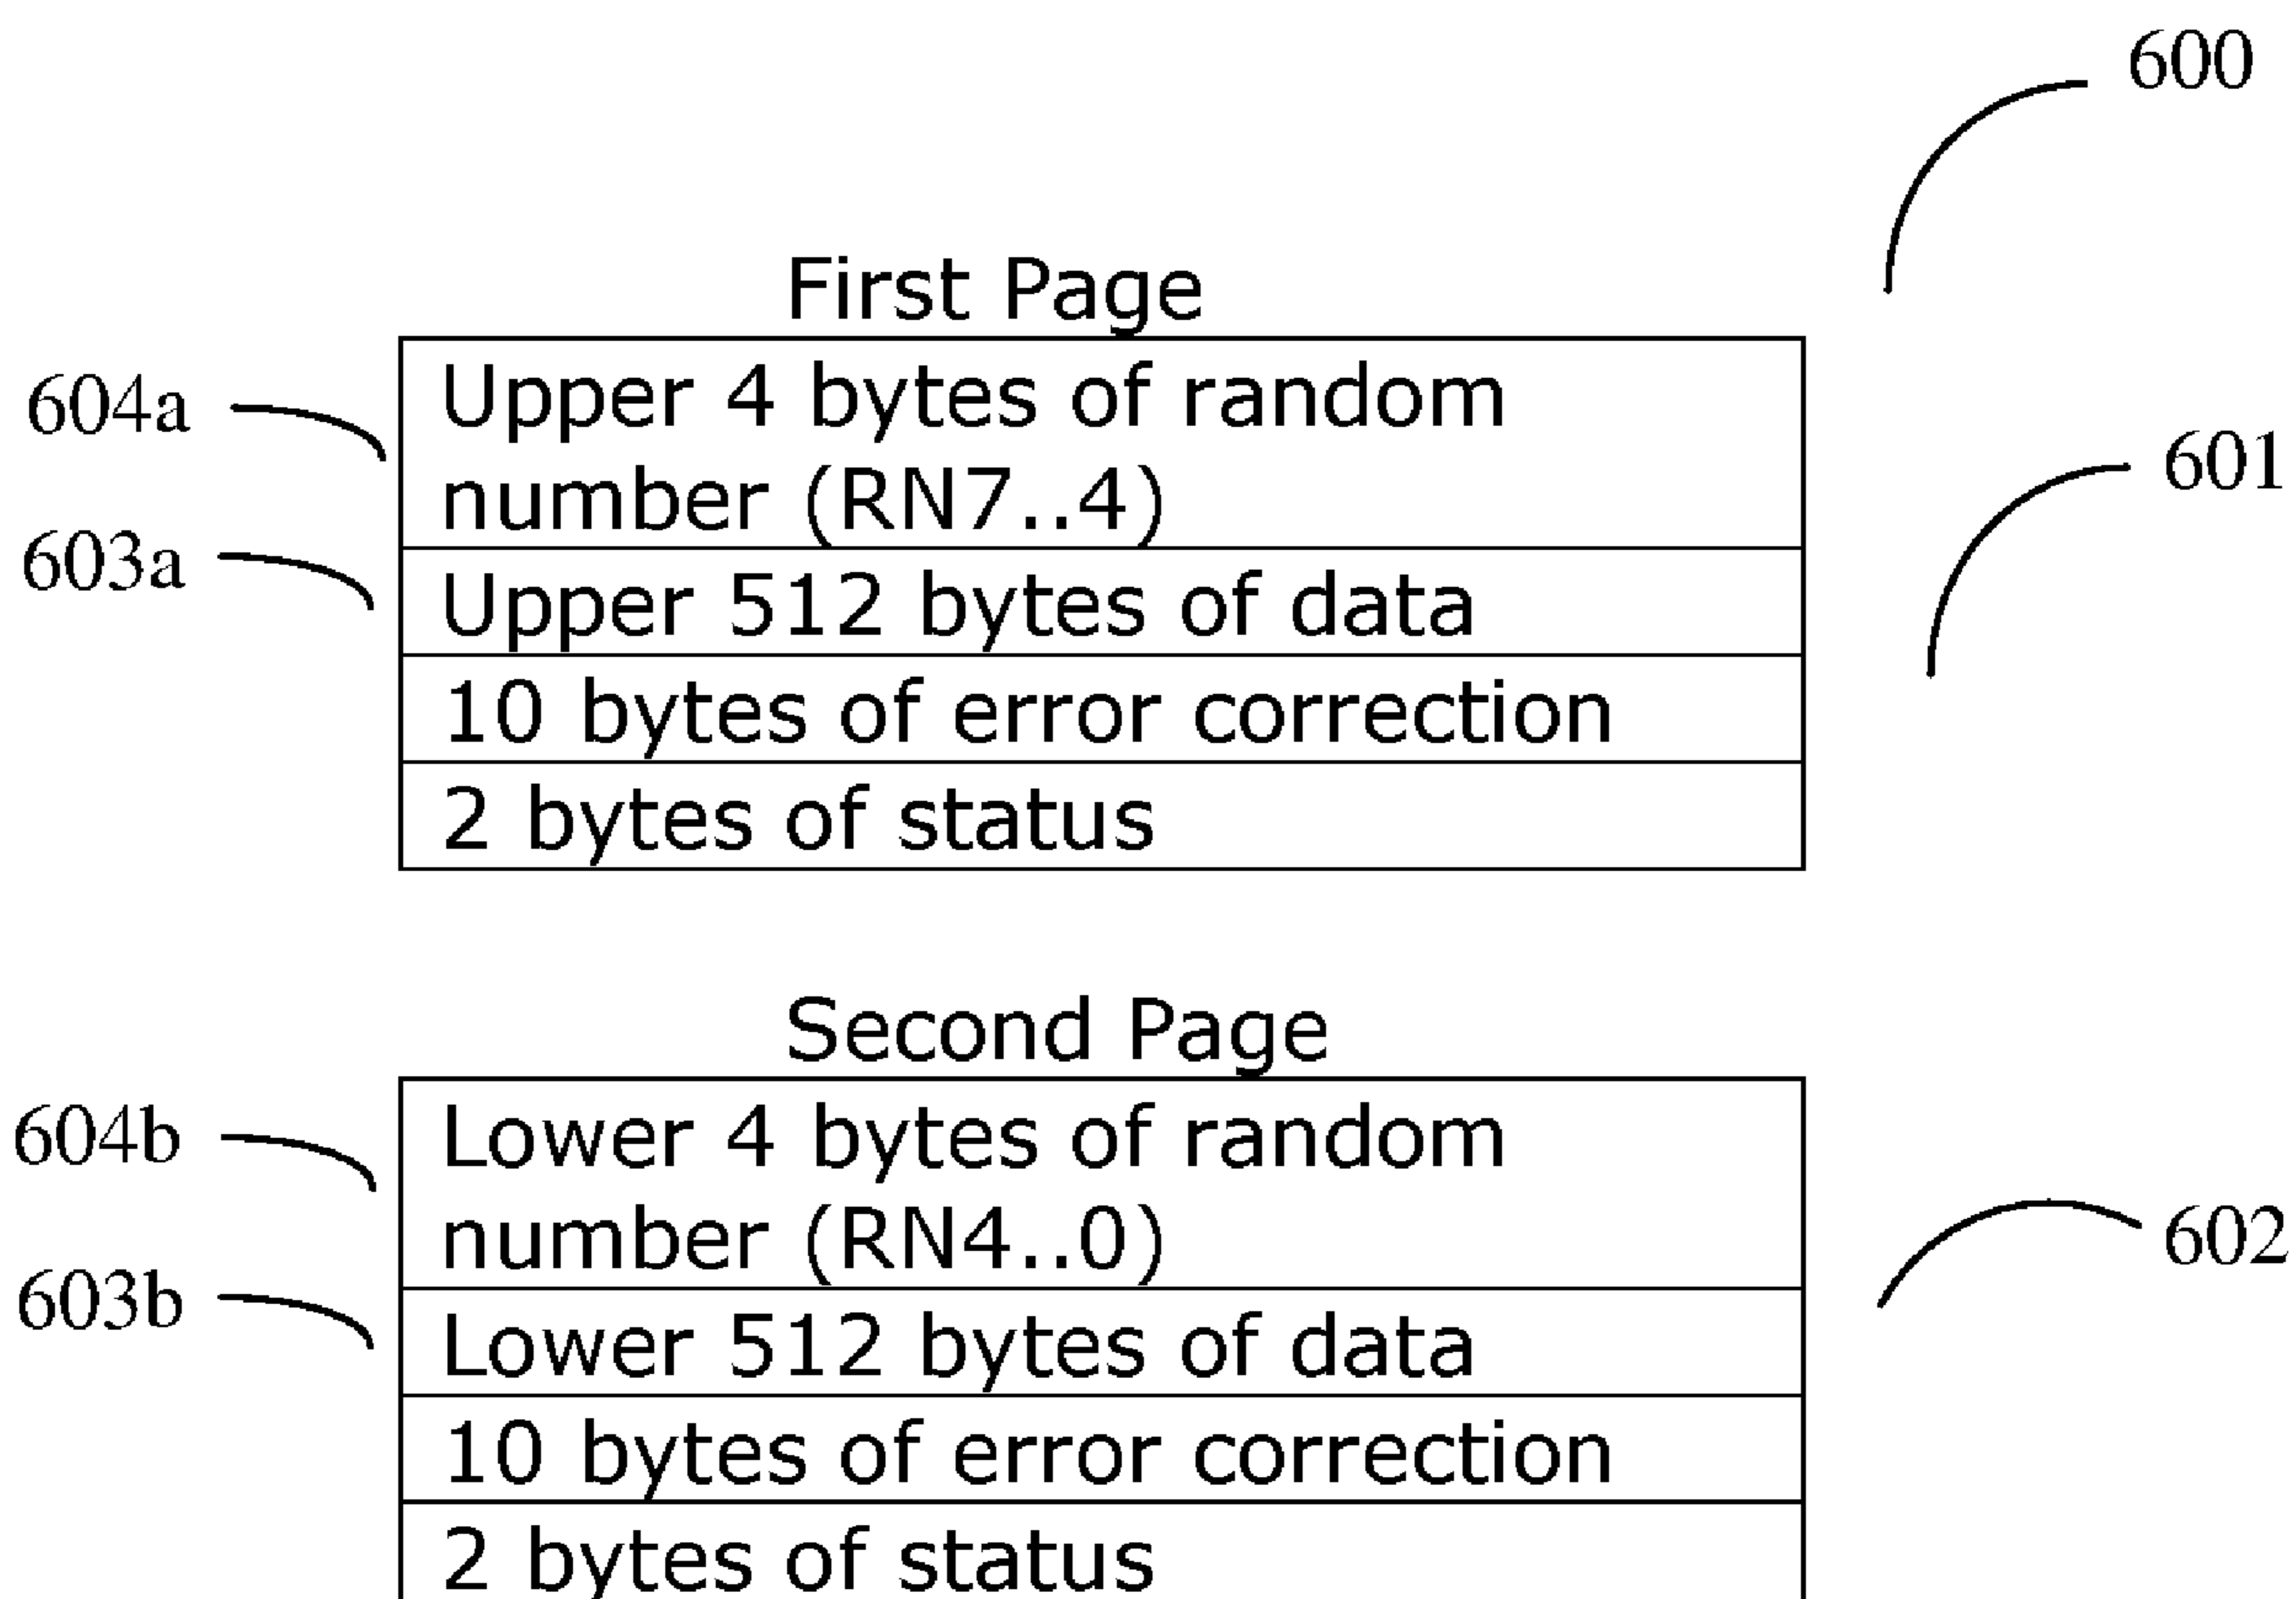 600
First Page
604a
Upper 4 bytes of random
number (RN7..4)
601
603a
Upper 512 bytes of data
10 bytes of error correction
2 bytes of status
Second Page
604b
Lower 4 bytes of random
number (RN4..0)
602
603b
Lower 512 bytes of data
10 bytes of error correction
2 bytes of status